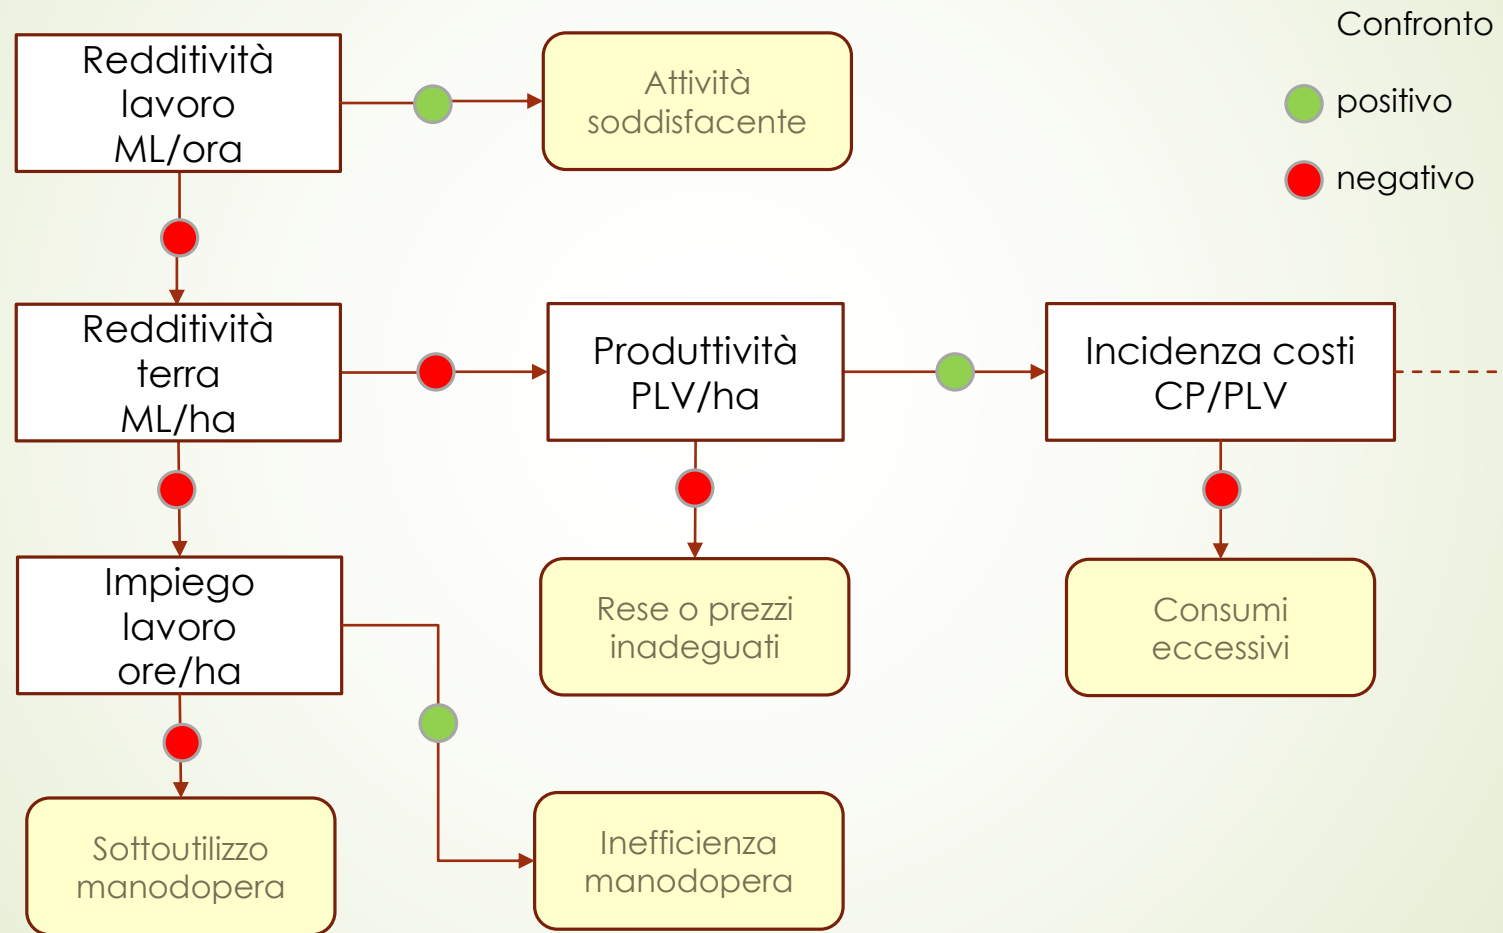 Redditività
lavoro
ML/ora
Attività
soddisfacente
Confronto
positivo
negativo
Redditività
terra
ML/ha
Produttività
PLV/ha
Incidenza costi
CP/PLV
Impiego
lavoro
ore/ha
Rese o prezzi
inadeguati
Consumi
eccessivi
Sottoutilizzo
manodopera
Inefficienza
manodopera